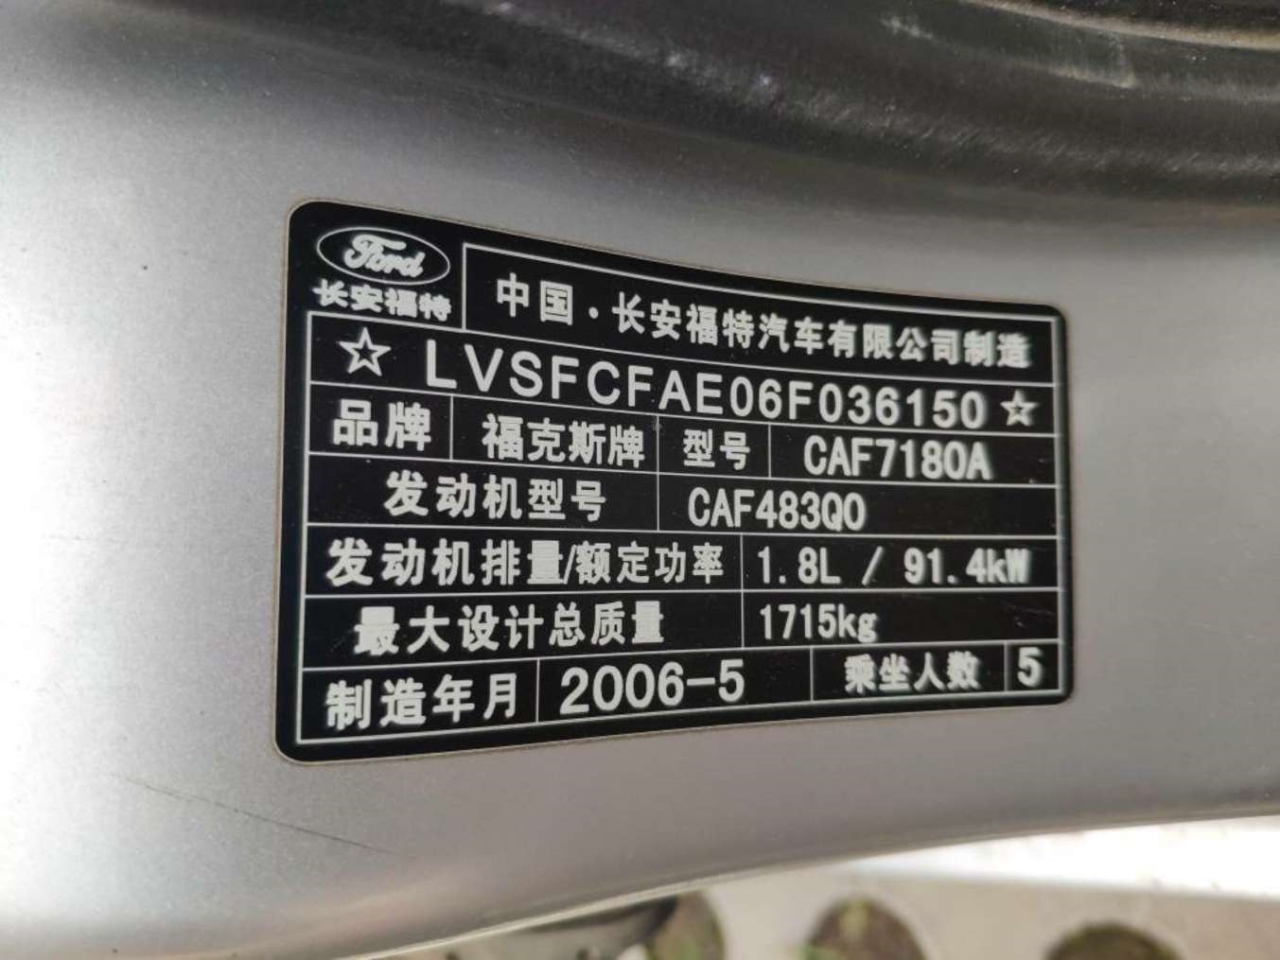 Ford
长安福特
中国·长安福特汽车有限公司制造
☆LVSFCFAE06F036150☆
品牌 福克斯牌 型号 CAF7180A
发动机型号 CAF483Q0
发动机排量/额定功率 1.8L / 91.4kW
最大设计总质量 1715kg
制造年月 2006-5 乘坐人数 5